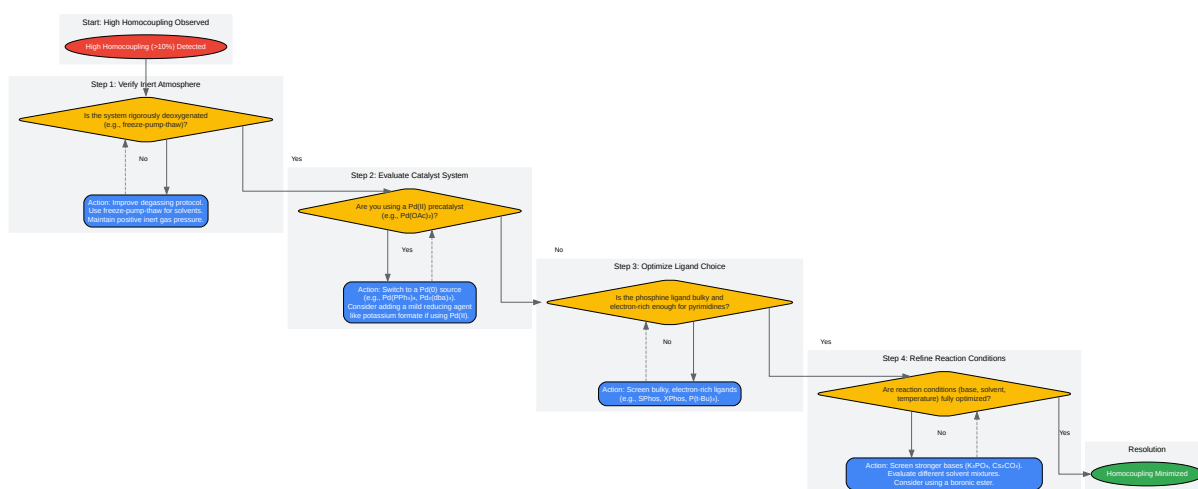 Start: High Homocoupling Observed
High Homocoupling (>10%) Detected
Step 1: Verify Inert Atmosphere
Is the system rigorously deoxygenated
(e.g., freeze-pump-thaw)?
No
Yes
Action: Improve degassing protocol.
Use freeze-pump-thaw for solvents.
Maintain positive inert gas pressure.
Step 2: Evaluate Catalyst System
Are you using a Pd(II) precatalyst
(e.g., Pd(OAc)₂)?
Yes
No
Action: Switch to a Pd(0) source
(e.g., Pd(PPh₃)₄, Pd₂(dba)₃).
Consider adding a mild reducing agent
like potassium formate if using Pd(II).
Step 3: Optimize Ligand Choice
Is the phosphine ligand bulky and
electron-rich enough for pyrimidines?
No
Yes
Action: Screen bulky, electron-rich ligands
(e.g., SPhos, XPhos, P(t-Bu)₃).
Step 4: Refine Reaction Conditions
Are reaction conditions (base, solvent,
temperature) fully optimized?
No
Yes
Action: Screen stronger bases (K₃PO₄, Cs₂CO₃).
Evaluate different solvent mixtures.
Consider using a boronic ester.
Resolution
Homocoupling Minimized